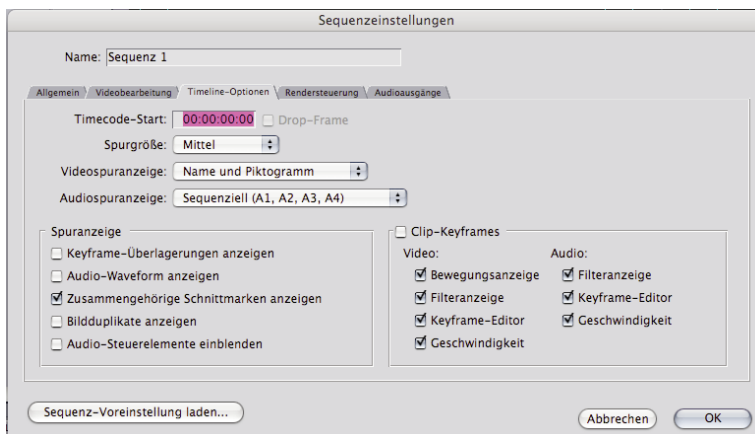 Sequenzeinstellungen
Name: Sequenz 1
Allgemein Videobearbeitung Timeline-Optionen Rendersteuerung Audioausgänge
Timecode-Start: 00:00:00:00 Drop-Frame
Spurgröße: Mittel
Videospuranzeige: Name und Piktogramm
Audiospuranzeige: Sequenziell (A1, A2, A3, A4)
Spuranzeige
Keyframe-Überlagerungen anzeigen
Audio-Waveform anzeigen
Zusammengehörige Schnittmarken anzeigen
Bildduplikate anzeigen
Audio-Steuerelemente einblenden
Clip-Keyframes
Video: Audio:
Bewegungsanzeige Filteranzeige
Filteranzeige Keyframe-Editor
Keyframe-Editor Geschwindigkeit
Geschwindigkeit
Sequenz-Voreinstellung laden...
Abbrechen OK